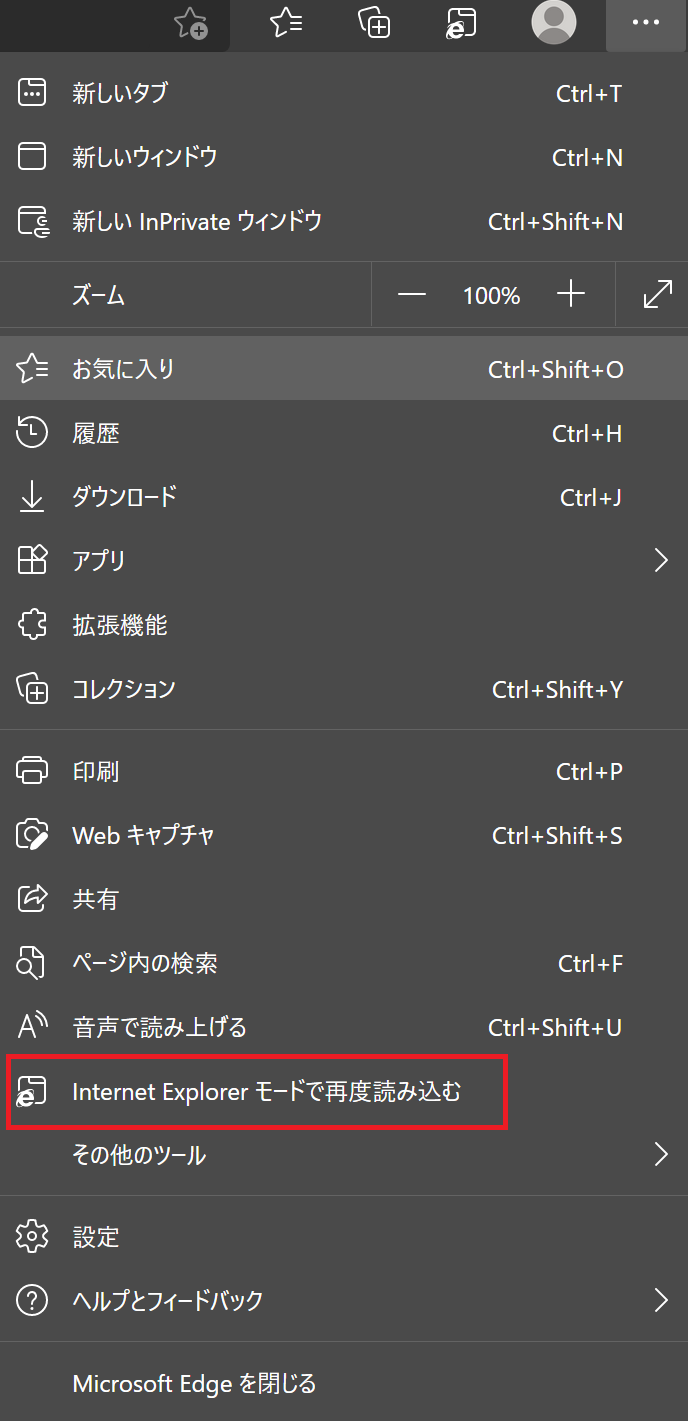 新しいタブ Ctrl+T
新しいウィンドウ Ctrl+N
新しい InPrivate ウィンドウ Ctrl+Shift+N
ズーム 100%
お気に入り Ctrl+Shift+O
履歴 Ctrl+H
ダウンロード Ctrl+J
アプリ
拡張機能
コレクション Ctrl+Shift+Y
印刷 Ctrl+P
Web キャプチャ Ctrl+Shift+S
共有
ページ内の検索 Ctrl+F
音声で読み上げる Ctrl+Shift+U
Internet Explorer モードで再度読み込む
その他のツール
設定
ヘルプとフィードバック
Microsoft Edge を閉じる